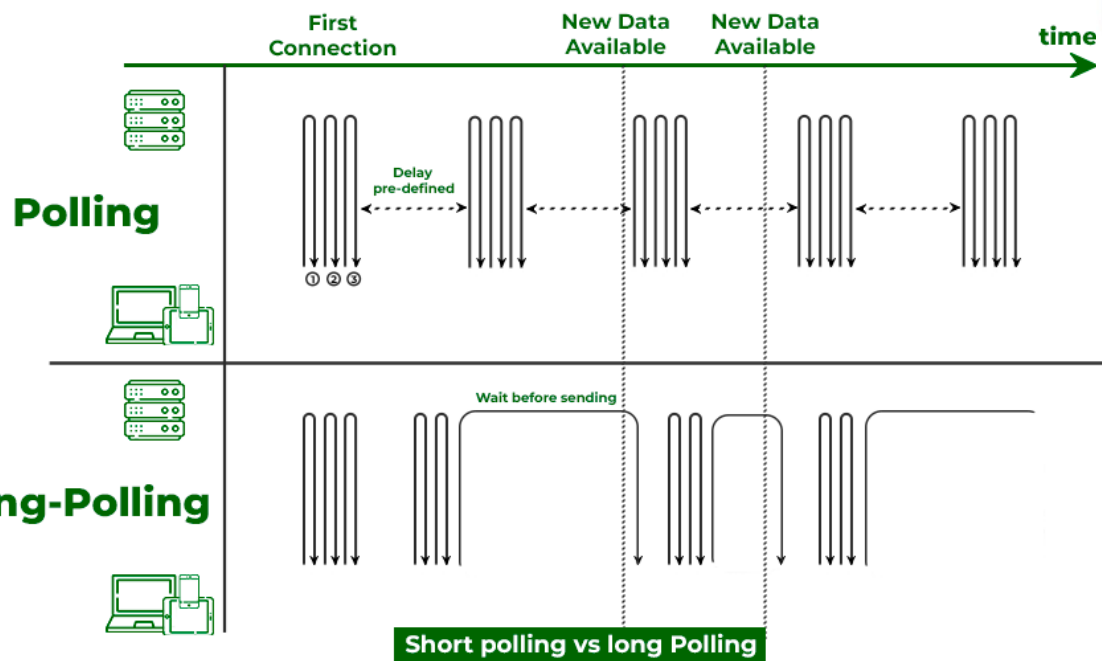 First
Connection
New Data
Available
New Data
Available
time
Delay
pre-defined
Polling
① ② ③
Wait before sending
ng-Polling
Short polling vs long Polling